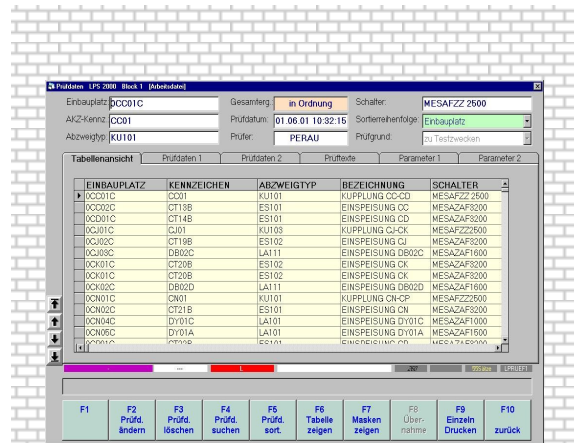 Prüfdaten LPS 2000 Block 1 [Arbeitsdatei]
Einbauplatz: 0CC01C Gesamterg.: in Ordnung Schalter: MESAFZZ 2500
AKZ-Kennz.: CC01 Prüfdatum: 01.06.01 10:32:15 Sortierreihenfolge: Einbauplatz
Abzweigtyp: KU101 Prüfer: PERAU Prüfgrund: zu Testzwecken
Tabellenansicht Prüfdaten 1 Prüfdaten 2 Prüftexte Parameter 1 Parameter 2
EINBAUPLATZ KENNZEICHEN ABZWEIGTYP BEZEICHNUNG SCHALTER
0CC01C CC01 KU101 KUPPLUNG CC-CD MESAFZZ 2500
0CC02C CT13B ES101 EINSPEISUNG CC MESAZAF3200
0CD01C CT14B ES101 EINSPEISUNG CD MESAZAF3200
0CJ01C CJ01 KU103 KUPPLUNG CJ-CK MESAFZZ2500
0CJ02C CT19B ES102 EINSPEISUNG CJ MESAZAF3200
0CJ03C DB02C LA111 EINSPEISUNG DB02C MESAZAF1600
0CK01C CT20B ES102 EINSPEISUNG CK MESAZAF3200
0CK01C CT20B ES102 EINSPEISUNG CK MESAZAF3200
0CK02C DB02D LA111 EINSPEISUNG DB02D MESAZAF1600
0CN01C CN01 KU101 KUPPLUNG CN-CP MESAFZZ2500
0CN02C CT21B ES101 EINSPEISUNG CN MESAZAF3200
0CN04C DY01C LA101 EINSPEISUNG DY01C MESAZAF1000
0CN05C DY01A LA101 EINSPEISUNG DY01A MESAZAF1500
L LPRUEF1
F1 F2 F3 F4 F5 F6 F7 F8 F9 F10
Prüfd. Prüfd. Prüfd. Prüfd. Tabelle Masken Über- Einzeln
ändern löschen suchen sort. zeigen zeigen nahme Drucken zurück